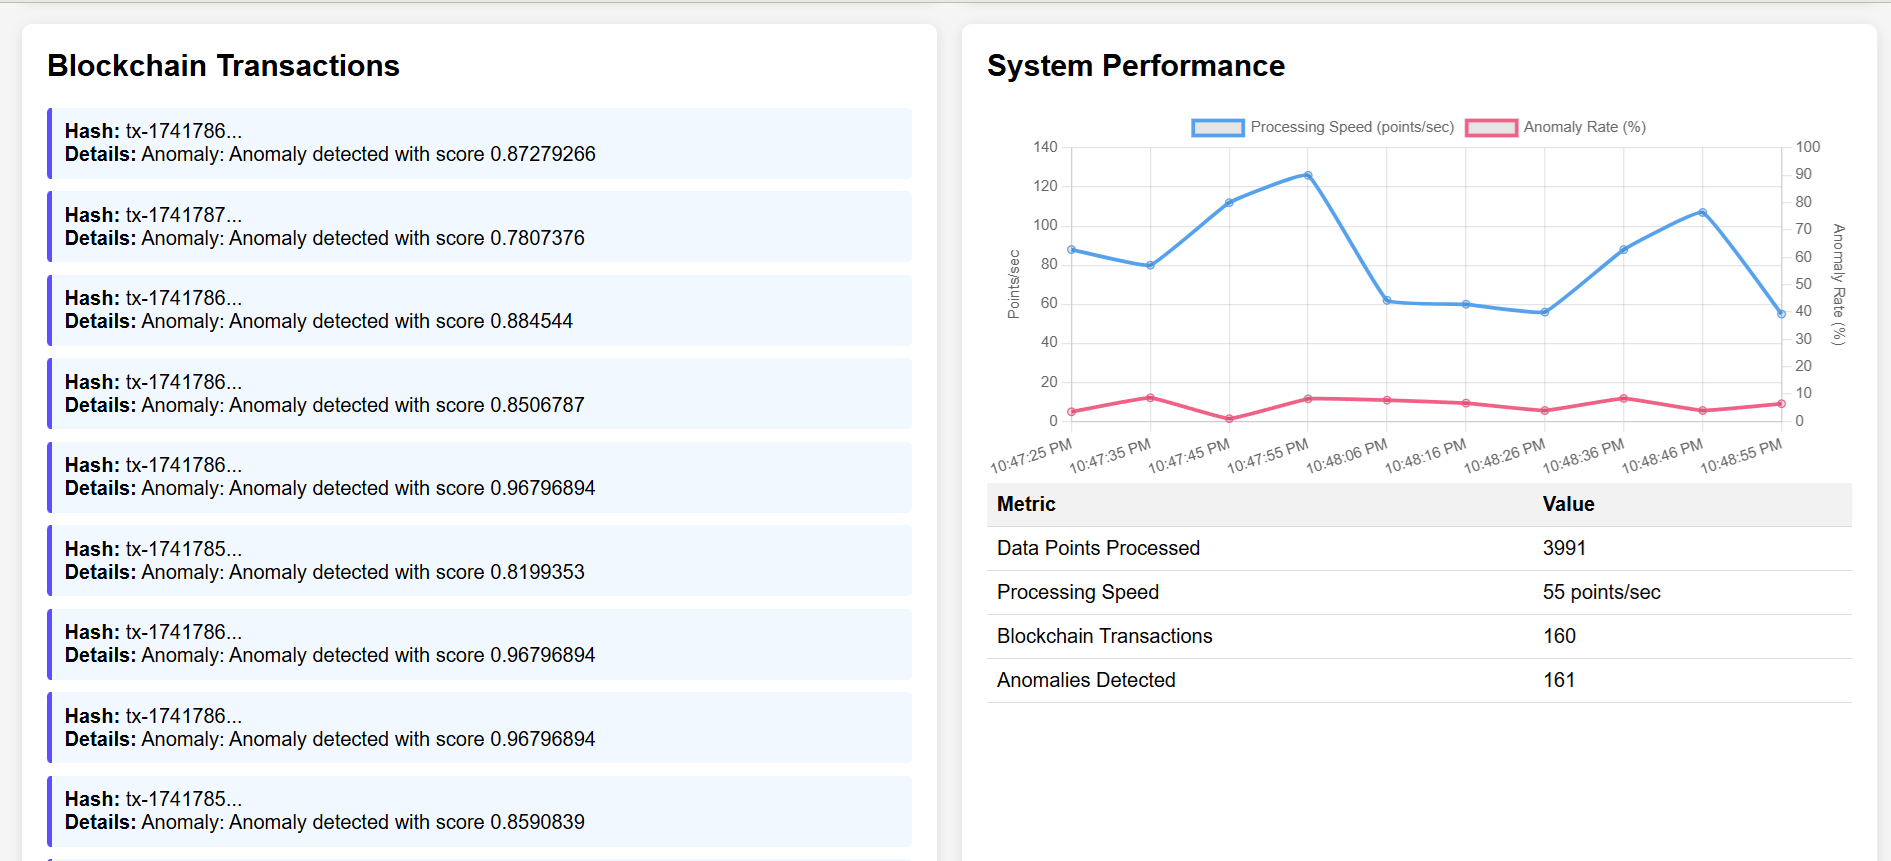 Blockchain Transactions
Hash: tx-1741786...
Details: Anomaly: Anomaly detected with score 0.87279266
Hash: tx-1741787...
Details: Anomaly: Anomaly detected with score 0.7807376
Hash: tx-1741786...
Details: Anomaly: Anomaly detected with score 0.884544
Hash: tx-1741786...
Details: Anomaly: Anomaly detected with score 0.8506787
Hash: tx-1741786...
Details: Anomaly: Anomaly detected with score 0.96796894
Hash: tx-1741785...
Details: Anomaly: Anomaly detected with score 0.8199353
Hash: tx-1741786...
Details: Anomaly: Anomaly detected with score 0.96796894
Hash: tx-1741786...
Details: Anomaly: Anomaly detected with score 0.96796894
Hash: tx-1741785...
Details: Anomaly: Anomaly detected with score 0.8590839
System Performance
Processing Speed (points/sec) Anomaly Rate (%)
Points/sec
140
120
100
80
60
40
20
0
100
90
80
70
60
50
40
30
20
10
0
Anomaly Rate (%)
10:47:25 PM 10:47:35 PM 10:47:45 PM 10:47:55 PM 10:48:06 PM 10:48:16 PM 10:48:26 PM 10:48:36 PM 10:48:46 PM 10:48:55 PM
Metric Value
Data Points Processed 3991
Processing Speed 55 points/sec
Blockchain Transactions 160
Anomalies Detected 161